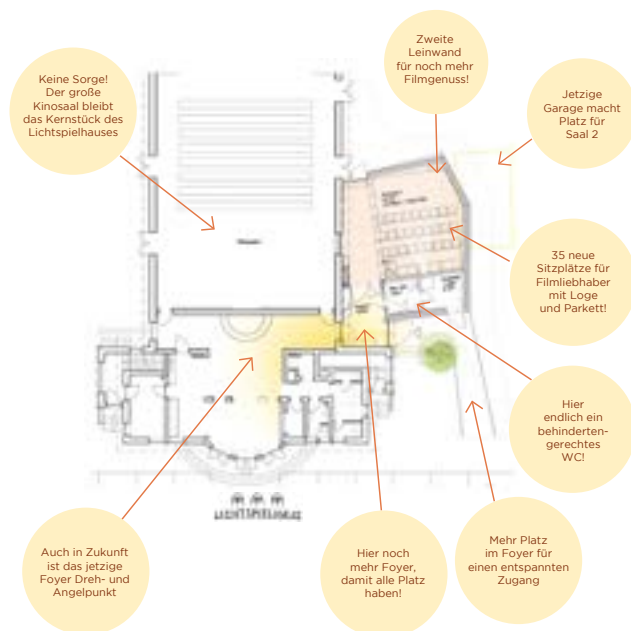 Zweite
Leinwand
für noch mehr
Filmgenuss!
Keine Sorge!
Der große
Kinosaal bleibt
das Kernstück des
Lichtspielhauses
Jetzige
Garage macht
Platz für
Saal 2
35 neue
Sitzplätze für
Filmliebhaber
mit Loge
und Parkett!
Hier
endlich ein
behinderten-
gerechtes
WC!
LICHTSPIELHAUS
Auch in Zukunft
ist das jetzige
Foyer Dreh- und
Angelpunkt
Hier noch
mehr Foyer,
damit alle Platz
haben!
Mehr Platz
im Foyer für
einen entspannten
Zugang